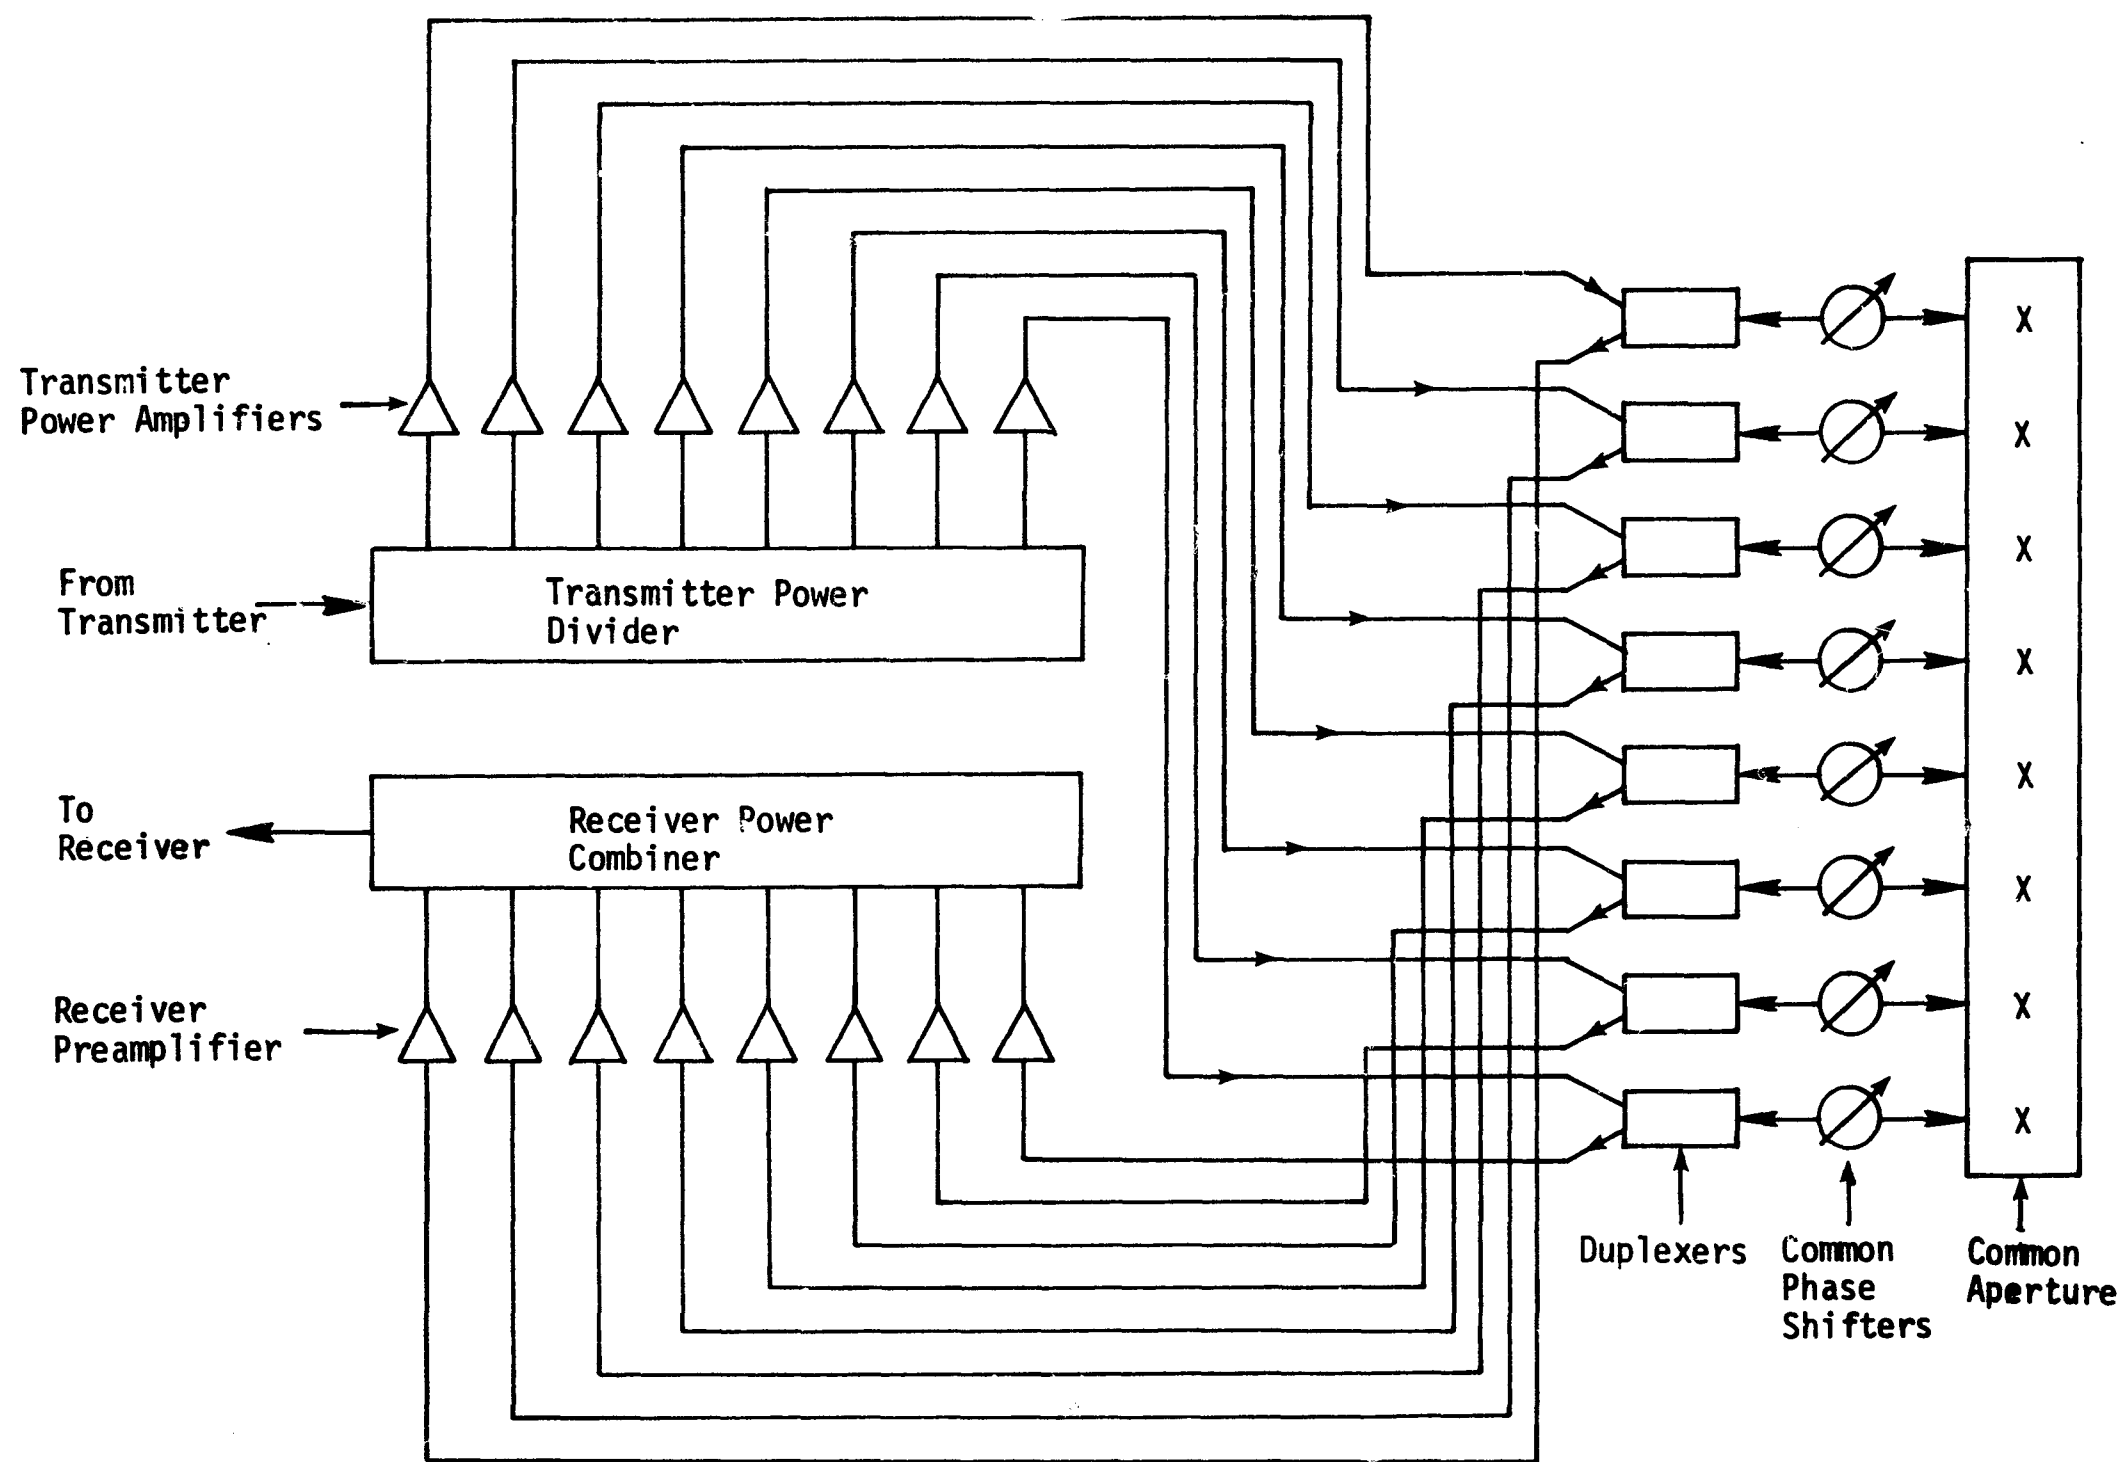 Transmitter
Power Amplifiers
From
Transmitter
Transmitter Power
Divider
To
Receiver
Receiver Power
Combiner
Receiver
Preamplifier
X
X
X
X
X
X
X
X
Duplexers
Common
Phase
Shifters
Common
Aperture